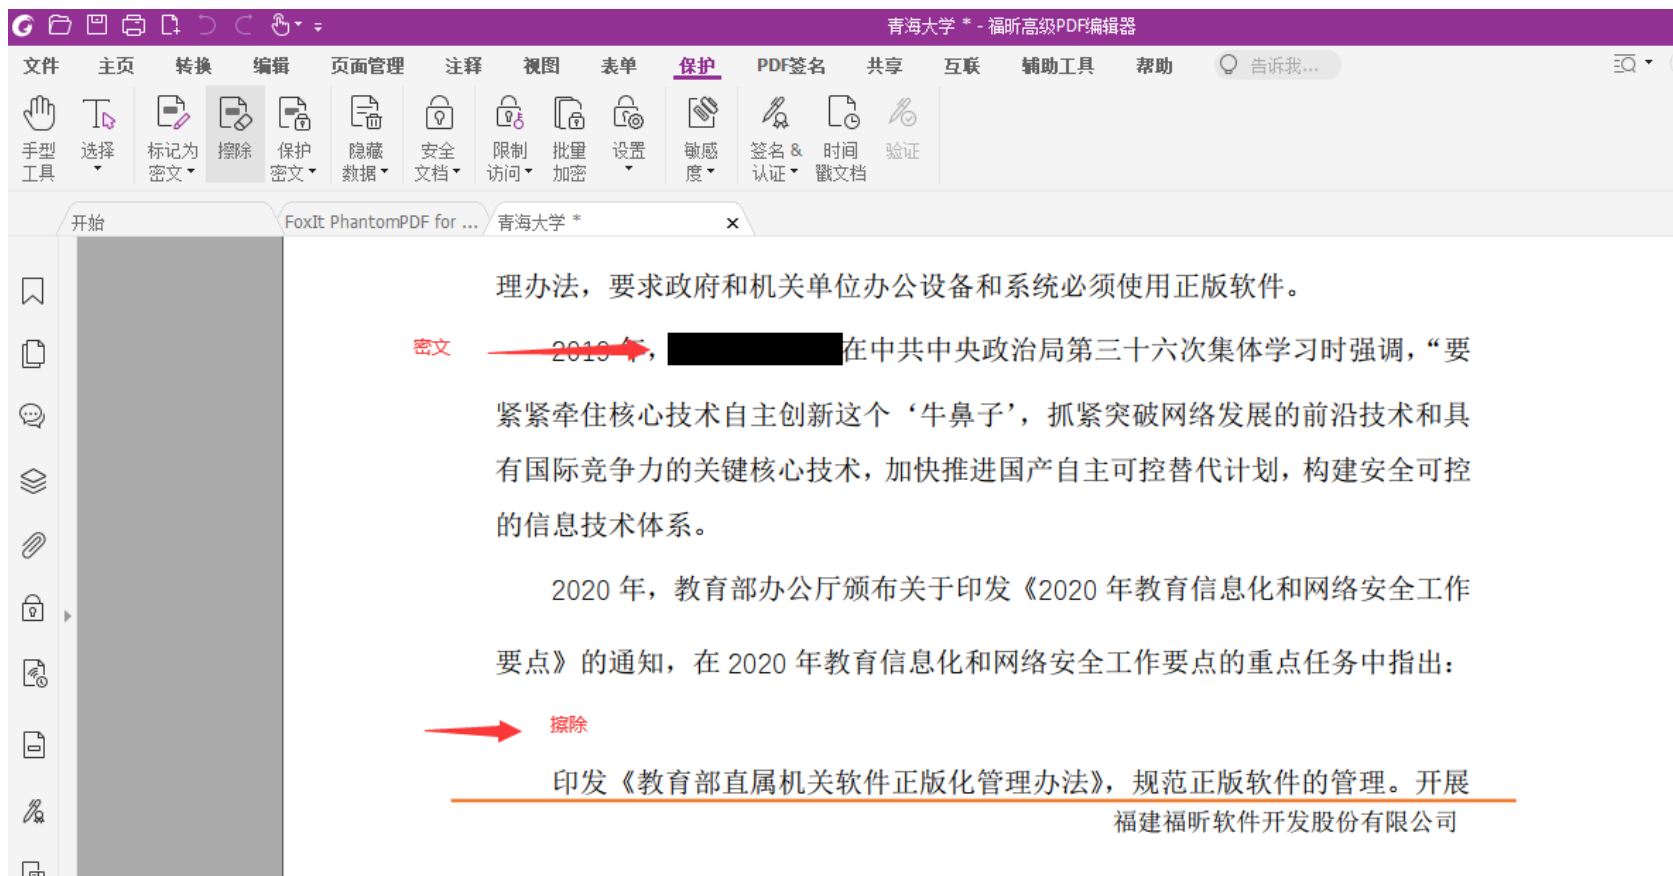 青海大学 * - 福昕高级PDF编辑器
文件 主页 转换 编辑 页面管理 注释 视图 表单 保护 PDF签名 共享 互联 辅助工具 帮助 告诉我...
手型工具 选择 标记为密文 擦除 保护密文 隐藏数据 安全文档 限制访问 批量加密 设置 敏感度 签名 & 认证 时间戳文档 验证
开始 FoxIt PhantomPDF for ... 青海大学 *
理办法，要求政府和机关单位办公设备和系统必须使用正版软件。
密文 2019 年， 在中共中央政治局第三十六次集体学习时强调，“要
紧紧牵住核心技术自主创新这个‘牛鼻子’，抓紧突破网络发展的前沿技术和具
有国际竞争力的关键核心技术，加快推进国产自主可控替代计划，构建安全可控
的信息技术体系。
2020 年，教育部办公厅颁布关于印发《2020 年教育信息化和网络安全工作
要点》的通知，在 2020 年教育信息化和网络安全工作要点的重点任务中指出：
擦除
印发《教育部直属机关软件正版化管理办法》，规范正版软件的管理。开展
福建福昕软件开发股份有限公司